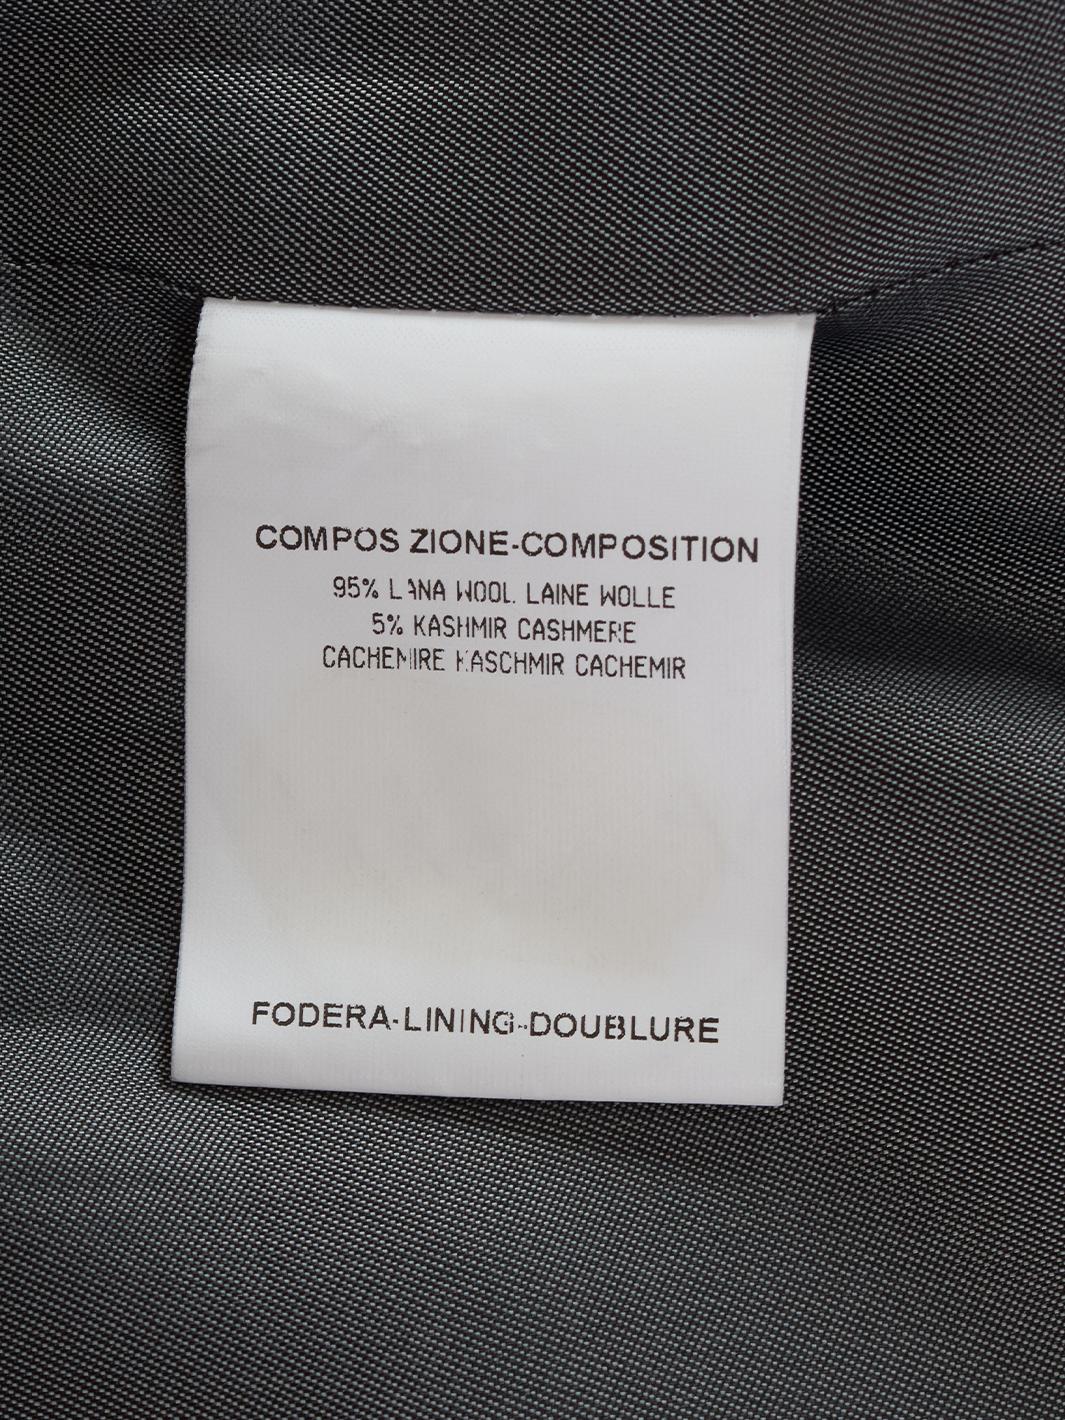 COMPOS ZIONE-COMPOSITION
95% LANA WOOL LAINE WOLLE
5% KASHMIR CASHMERE
CACHEMIRE KASCHMIR CACHEMIR
FODERA-LINING-DOUBLURE